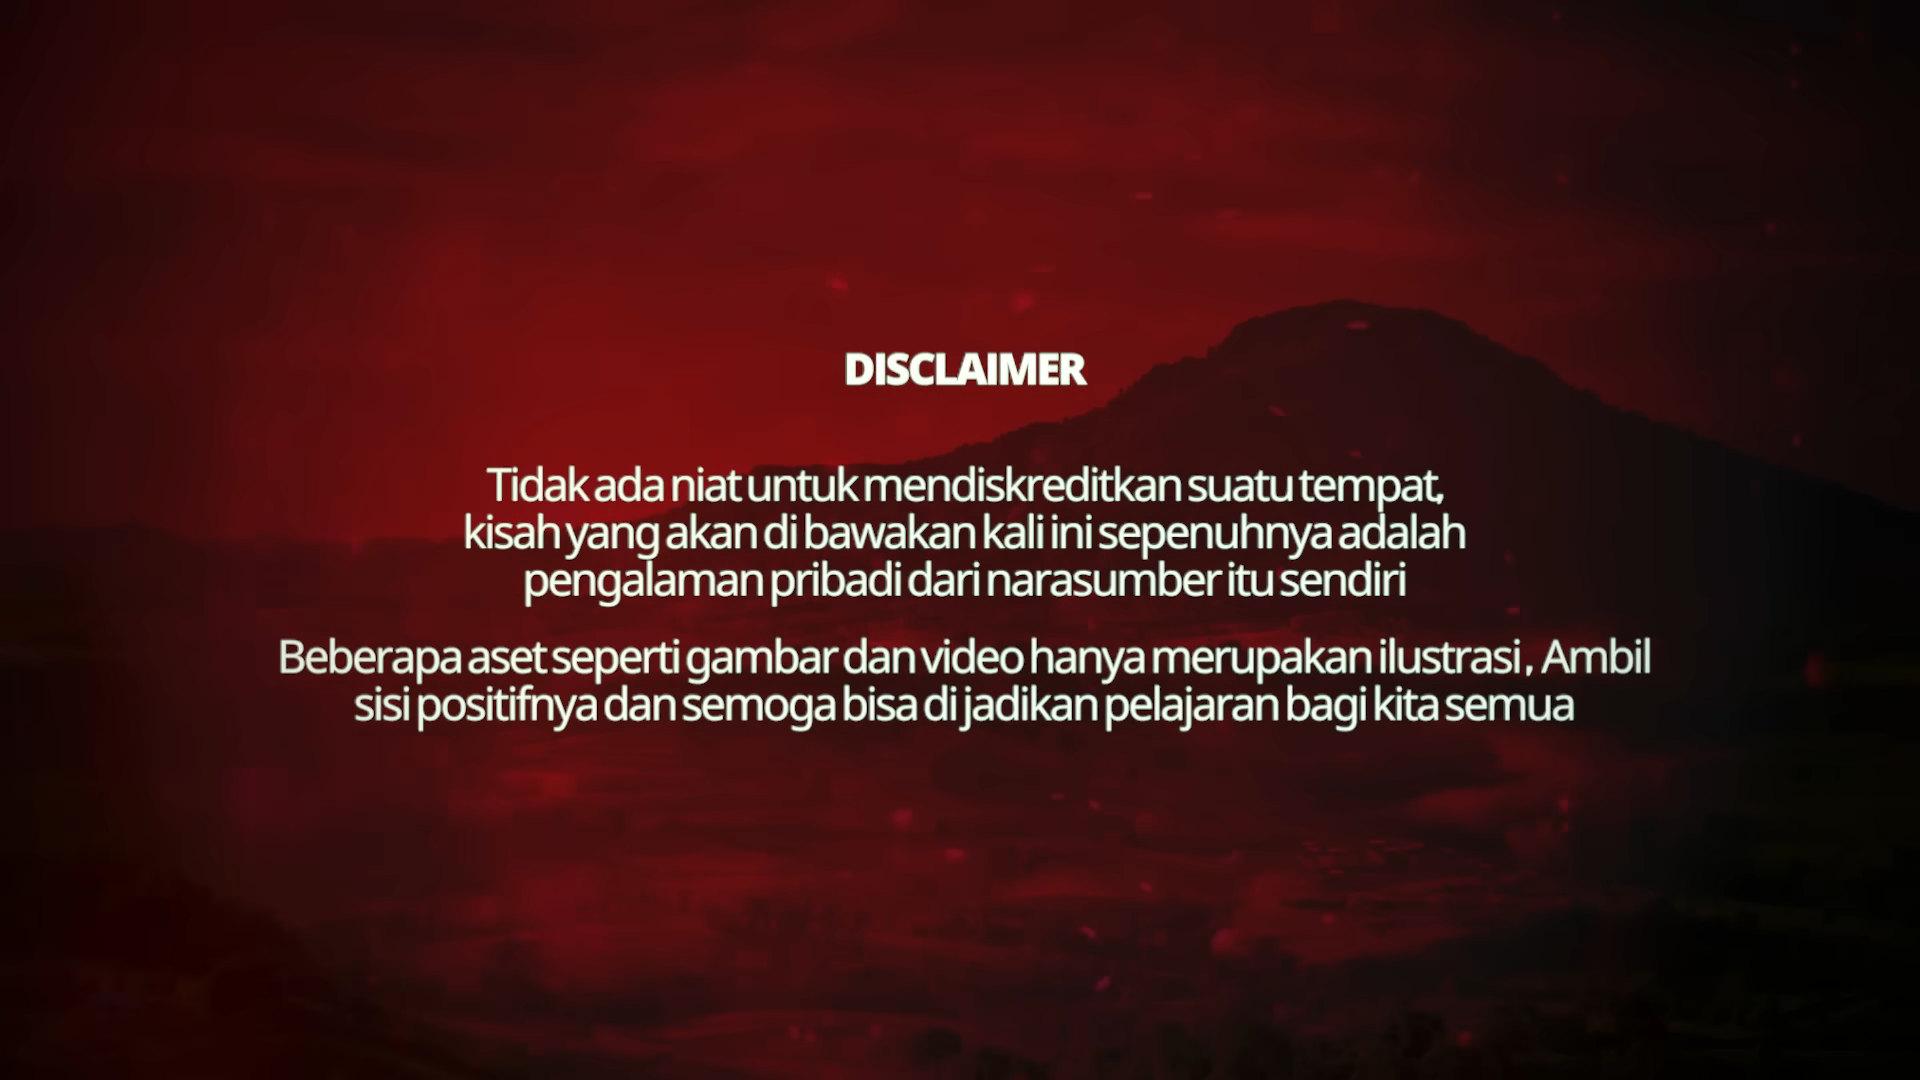 DISCLAIMER
Tidak ada niat untuk mendiskreditkan suatu tempat,
kisah yang akan di bawakan kali ini sepenuhnya adalah
pengalaman pribadi dari narasumber itu sendiri
Beberapa aset seperti gambar dan video hanya merupakan ilustrasi, Ambil
sisi positifnya dan semoga bisa di jadikan pelajaran bagi kita semua